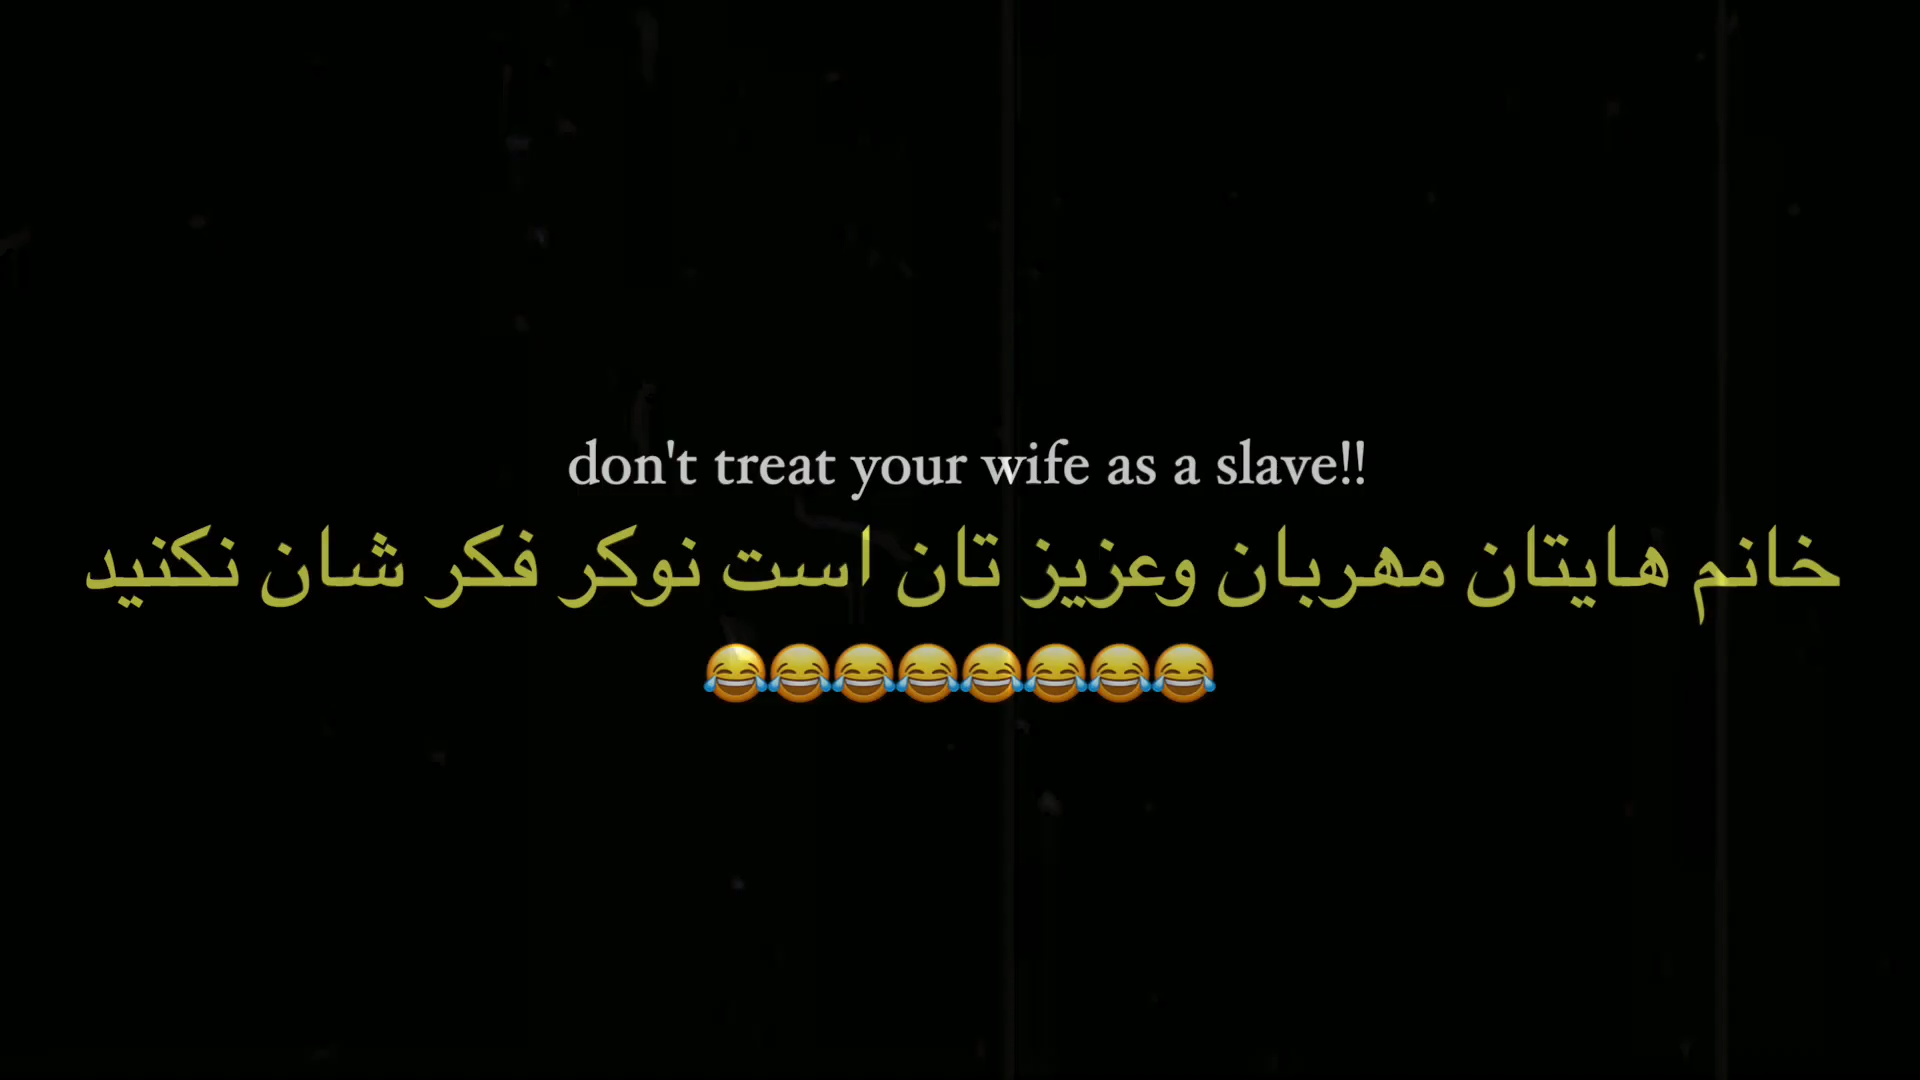 don't treat your wife as a slave!!
خانم هایتان مهربان وعزیز تان است نوکر فکر شان نکنید
😂😂😂😂😂😂😂😂